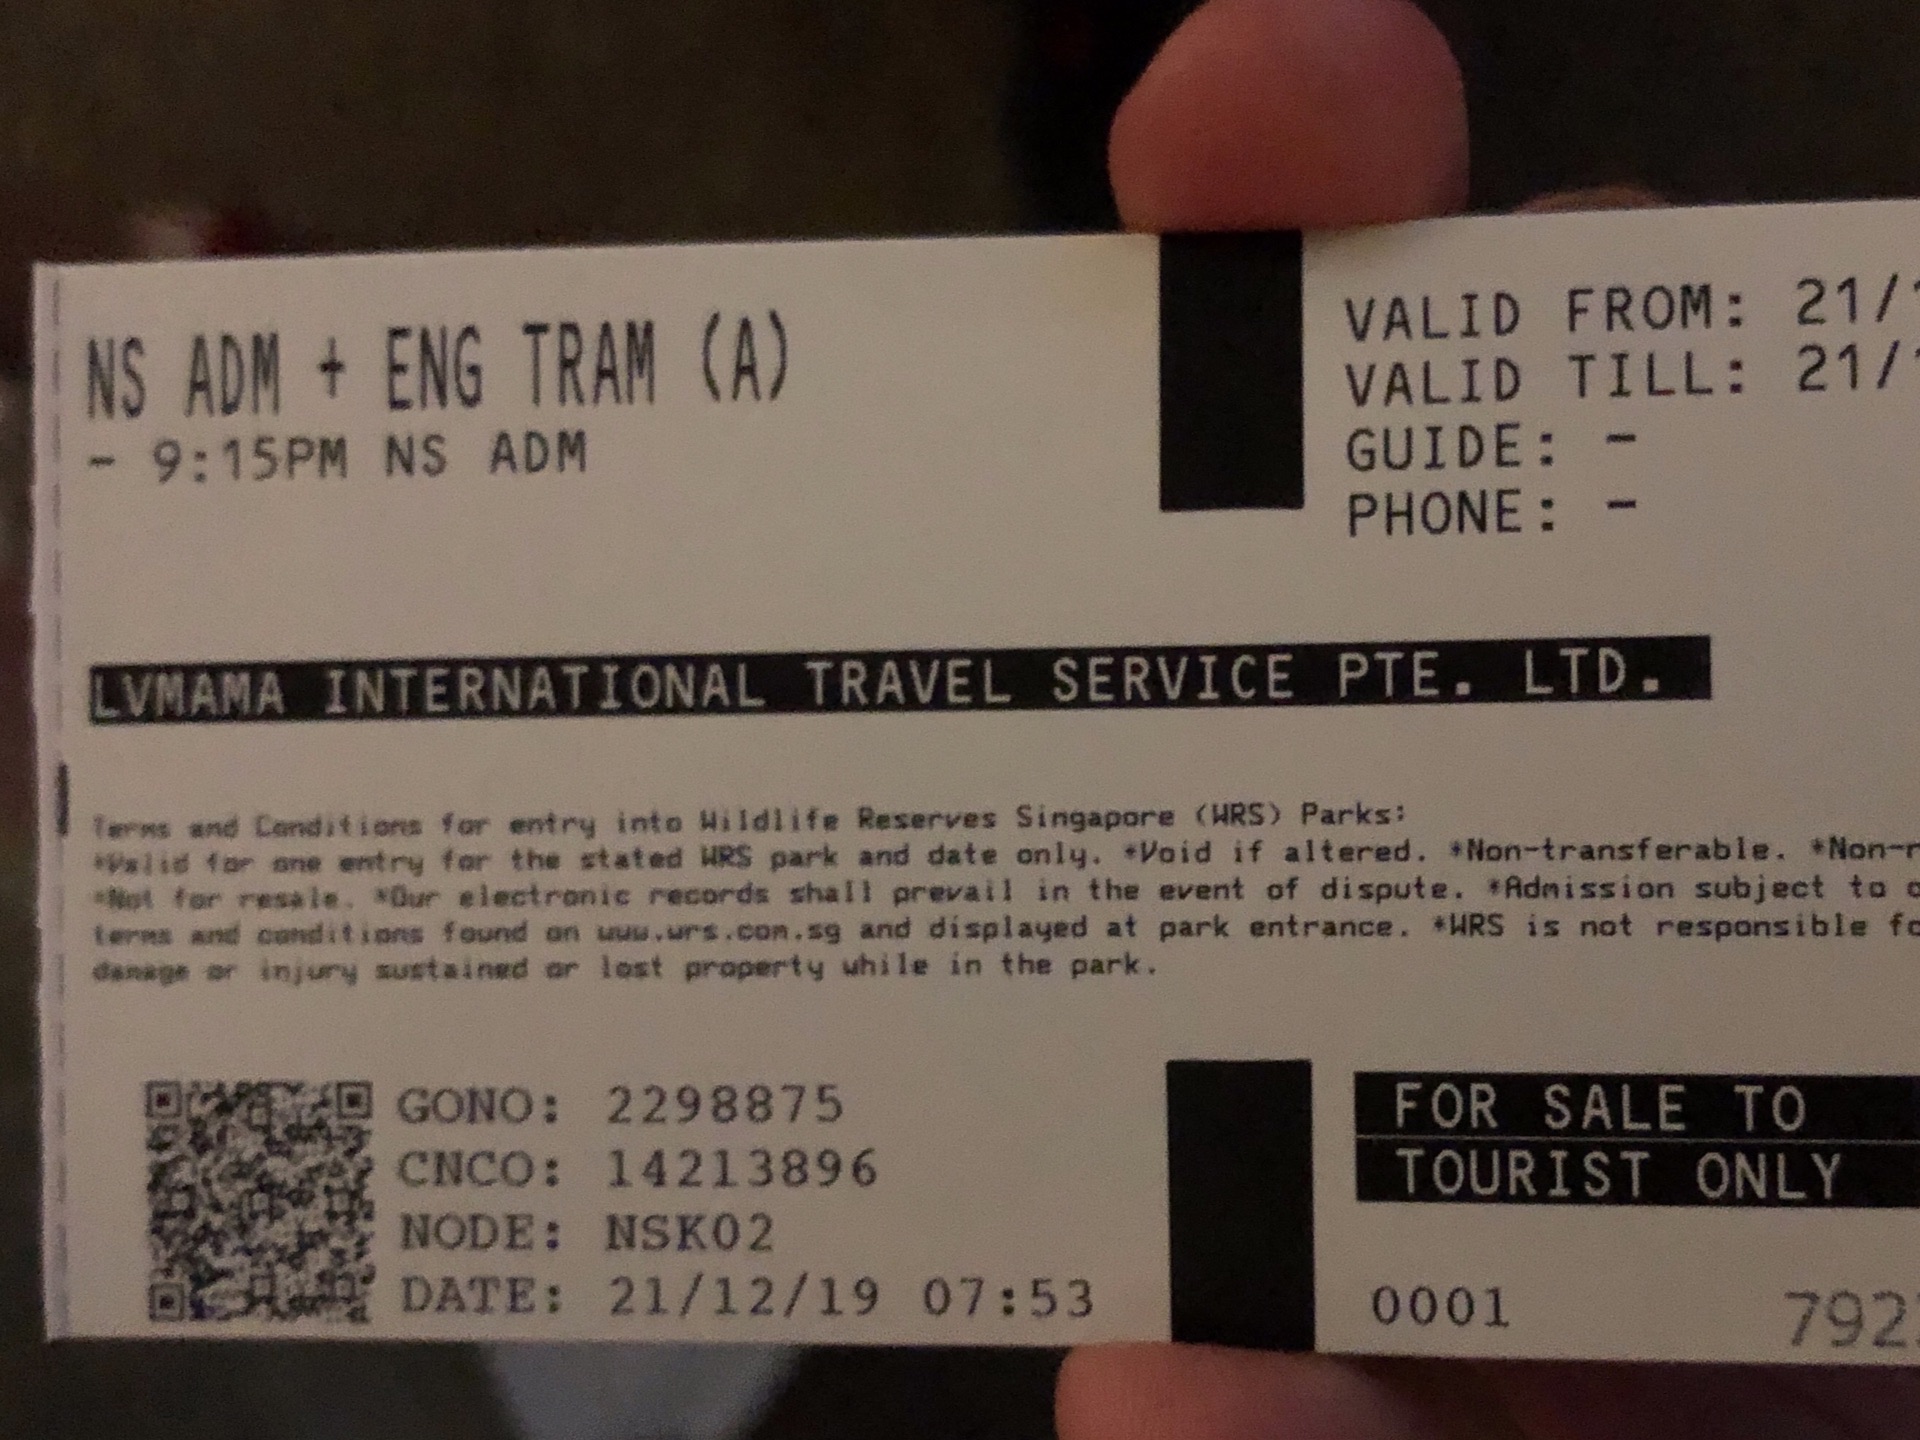 NS ADM + ENG TRAM (A)
- 9:15PM NS ADM
VALID FROM: 21/1
VALID TILL: 21/1
GUIDE: -
PHONE: -
LVMAMA INTERNATIONAL TRAVEL SERVICE PTE. LTD.
Terms and Conditions for entry into Wildlife Reserves Singapore (WRS) Parks:
*Valid for one entry for the stated WRS park and date only. *Void if altered. *Non-transferable. *Non-r
*Not for resale. *Our electronic records shall prevail in the event of dispute. *Admission subject to
terms and conditions found on www.wrs.com.sg and displayed at park entrance. *WRS is not responsible fo
damage or injury sustained or lost property while in the park.
GONO: 2298875
CNCO: 14213896
NODE: NSK02
DATE: 21/12/19 07:53
FOR SALE TO
TOURIST ONLY
0001 792